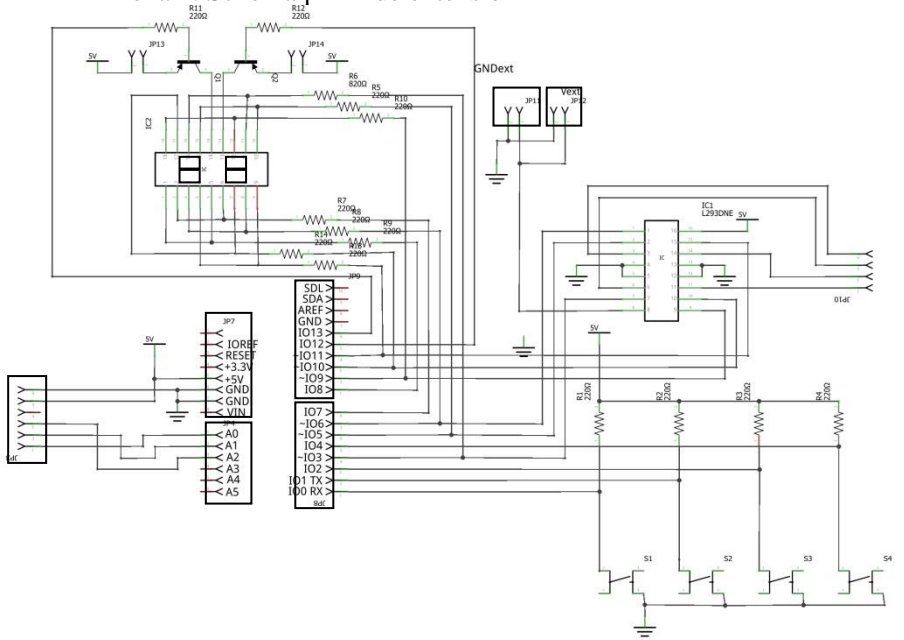 R11
220Ω
R12
220Ω
JP13
JP14
5V
5V
Q1
Q2
R6
820Ω
R5
220Ω
R10
220Ω
GNDext
Vext
JP11
JP12
IC2
IC1
L293DNE
5V
IC
R7
220Ω
R8
220Ω
R9
220Ω
R14
220Ω
220Ω
JP9
JP10
SDL
SDA
AREF
GND
IO13
IO12
~IO11
~IO10
~IO9
IO8
JP7
IOREF
RESET
+3.3V
+5V
GND
GND
VIN
5V
5V
R1
220Ω
R2
220Ω
R3
220Ω
R4
220Ω
IO7
~IO6
~IO5
IO4
~IO3
IO2
IO1 TX
IO0 RX
JP8
A0
A1
A2
A3
A4
A5
S1
S2
S3
S4